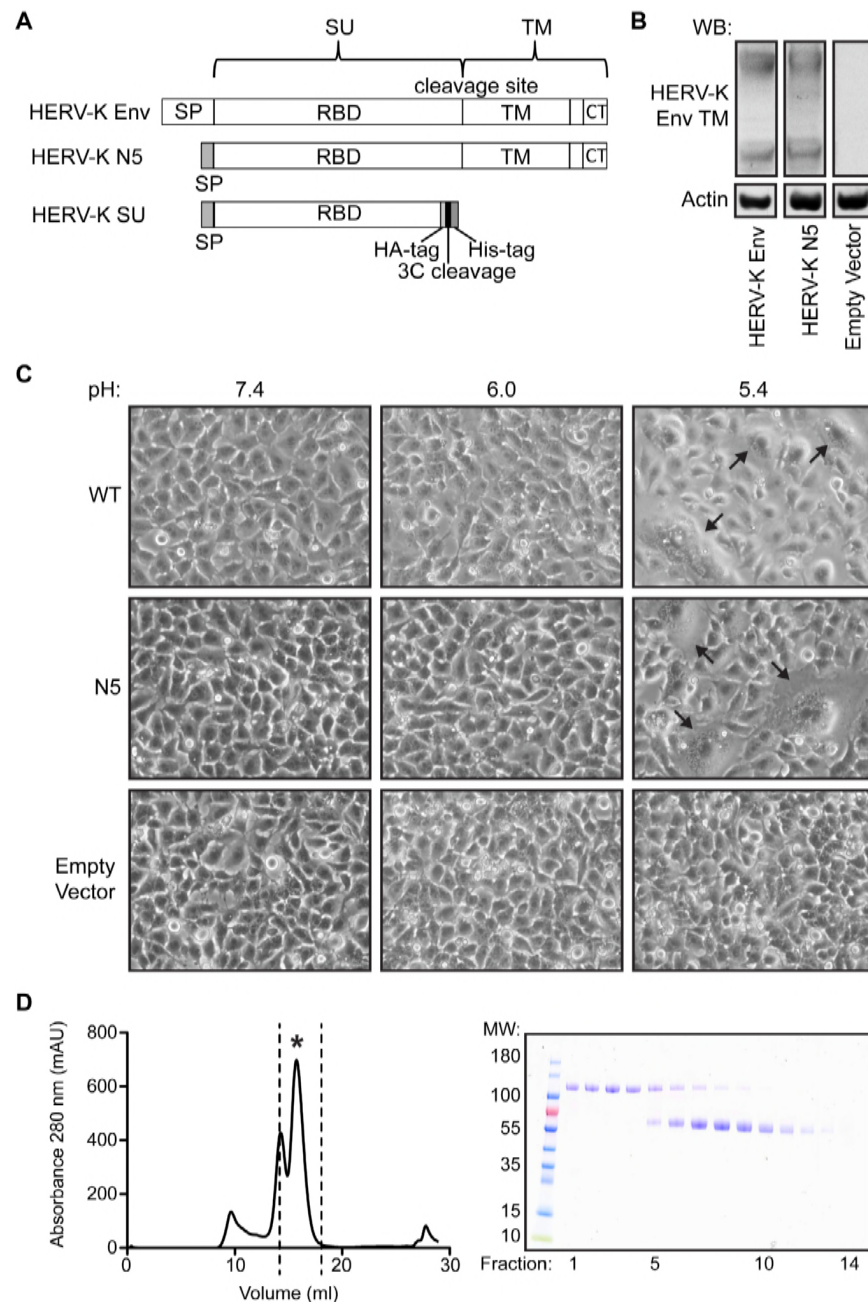 A
SU TM
cleavage site
HERV-K Env SP RBD TM CT
HERV-K N5 RBD TM CT
SP
HERV-K SU RBD
SP
HA-tag His-tag
3C cleavage
B
WB:
HERV-K
Env TM
Actin
HERV-K Env
HERV-K N5
Empty Vector
C
pH: 7.4 6.0 5.4
WT
N5
Empty
Vector
D
Absorbance 280 nm (mAU)
800
600
400
200
0
*
0 10 20 30
Volume (ml)
MW:
180
100
55
35
15
10
Fraction: 1 5 10 14